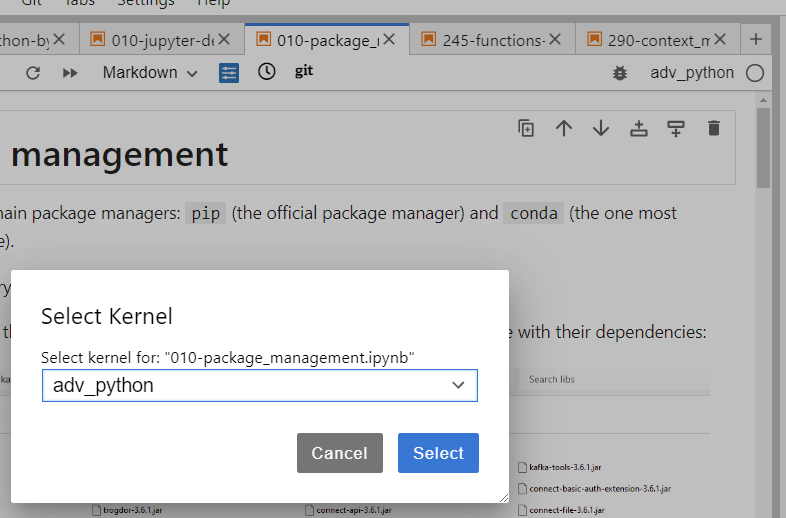 Git Tabs Settings Help
010-jupyter-de
010-package_
245-functions-
290-context_m
Markdown
git
adv_python
management
main package managers: pip (the official package manager) and conda (the one most
e).
Select Kernel
e with their dependencies:
Select kernel for: "010-package_management.ipynb"
Search libs
adv_python
Cancel
Select
kafka-tools-3.6.1.jar
connect-basic-auth-extension-3.6.1.jar
trogdor-3.6.1.jar
connect-api-3.6.1.jar
connect-file-3.6.1.jar